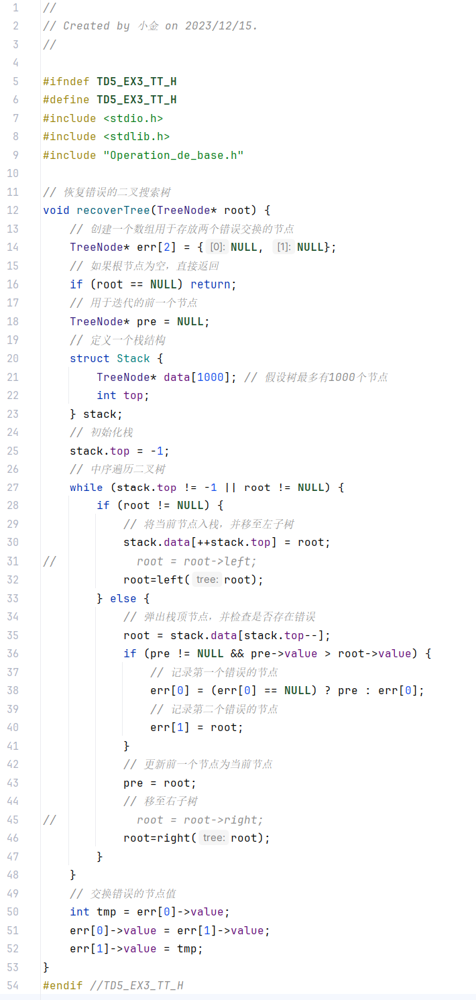 1 //
2 // Created by 小金 on 2023/12/15.
3 //
4
5 #ifndef TD5_EX3_TT_H
6 #define TD5_EX3_TT_H
7 #include <stdio.h>
8 #include <stdlib.h>
9 #include "Operation_de_base.h"
10
11 // 恢复错误的二叉搜索树
12 void recoverTree(TreeNode* root) {
13     // 创建一个数组用于存放两个错误交换的节点
14     TreeNode* err[2] = { [0]: NULL, [1]: NULL};
15     // 如果根节点为空，直接返回
16     if (root == NULL) return;
17     // 用于迭代的前一个节点
18     TreeNode* pre = NULL;
19     // 定义一个栈结构
20     struct Stack {
21         TreeNode* data[1000]; // 假设树最多有1000个节点
22         int top;
23     } stack;
24     // 初始化栈
25     stack.top = -1;
26     // 中序遍历二叉树
27     while (stack.top != -1 || root != NULL) {
28         if (root != NULL) {
29             // 将当前节点入栈，并移至左子树
30             stack.data[++stack.top] = root;
31 //            root = root->left;
32             root=left( tree: root);
33         } else {
34             // 弹出栈顶节点，并检查是否存在错误
35             root = stack.data[stack.top--];
36             if (pre != NULL && pre->value > root->value) {
37                 // 记录第一个错误的节点
38                 err[0] = (err[0] == NULL) ? pre : err[0];
39                 // 记录第二个错误的节点
40                 err[1] = root;
41             }
42             // 更新前一个节点为当前节点
43             pre = root;
44             // 移至右子树
45 //            root = root->right;
46             root=right( tree: root);
47         }
48     }
49     // 交换错误的节点值
50     int tmp = err[0]->value;
51     err[0]->value = err[1]->value;
52     err[1]->value = tmp;
53 }
54 #endif //TD5_EX3_TT_H